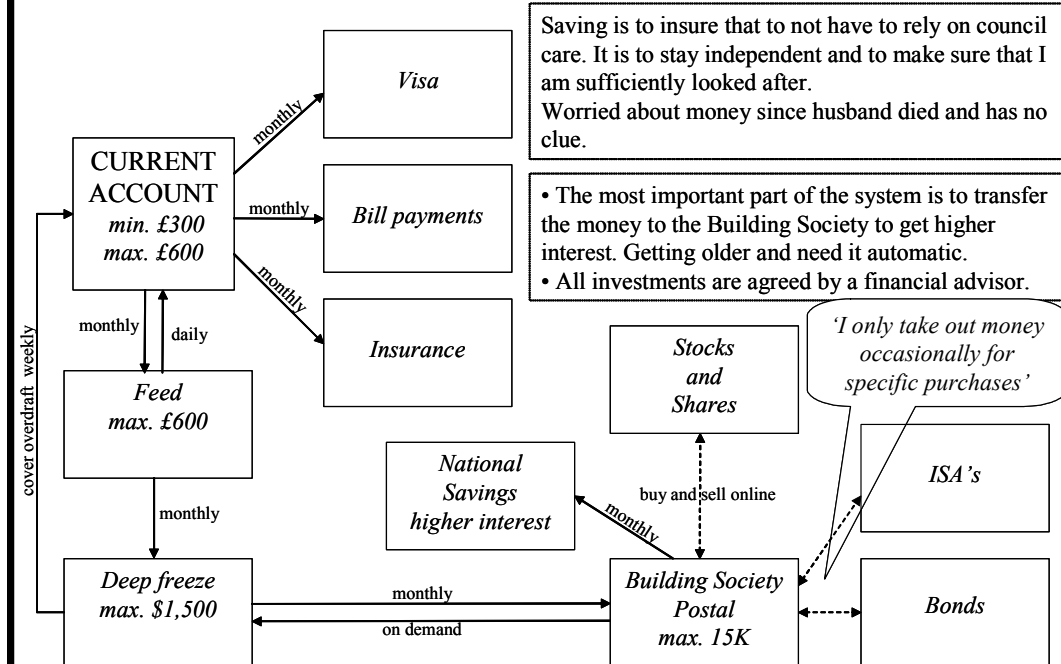 Visa
Saving is to insure that to not have to rely on council
care. It is to stay independent and to make sure that I
am sufficiently looked after.
Worried about money since husband died and has no
clue.
monthly
CURRENT
ACCOUNT
min. £300
max. £600
monthly
Bill payments
• The most important part of the system is to transfer
the money to the Building Society to get higher
interest. Getting older and need it automatic.
• All investments are agreed by a financial advisor.
monthly
Insurance
monthly
daily
Stocks
and
Shares
'I only take out money
occasionally for
specific purchases'
cover overdraft weekly
Feed
max. £600
National
Savings
higher interest
buy and sell online
ISA's
monthly
monthly
Deep freeze
max. $1,500
monthly
on demand
Building Society
Postal
max. 15K
Bonds